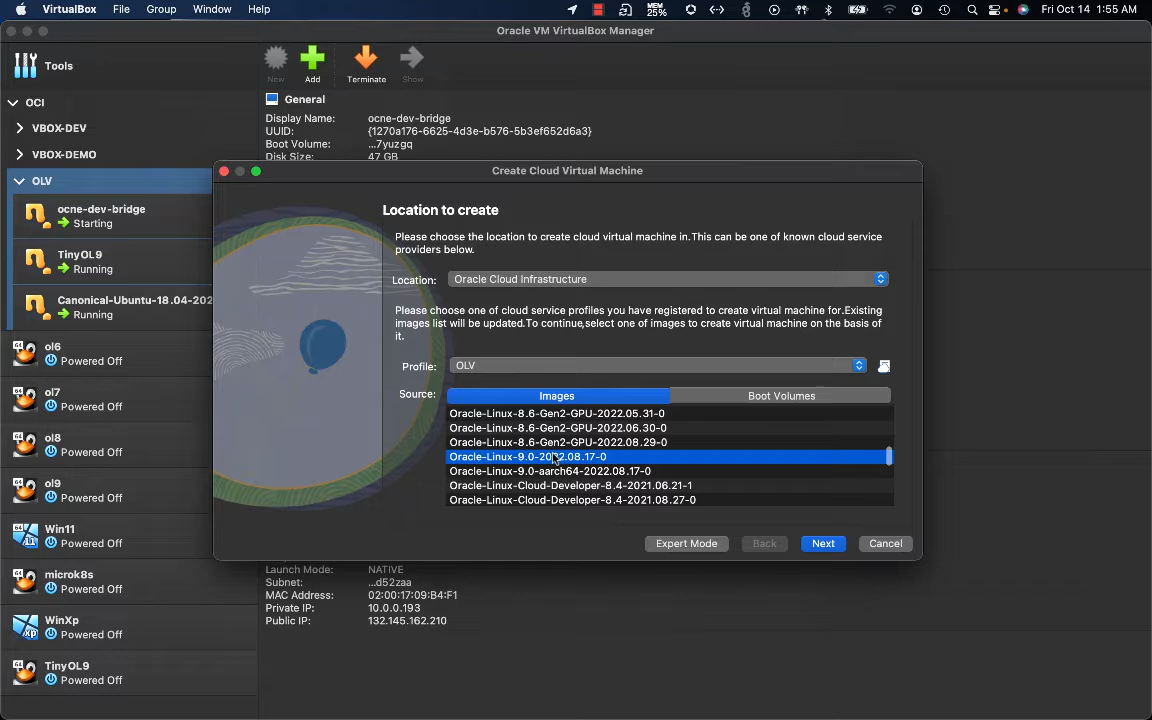 VirtualBox File Group Window Help MEM 25% Fri Oct 14 1:55 AM
Oracle VM VirtualBox Manager
Tools
New Add Terminate Show
OCI
VBOX-DEV
VBOX-DEMO
OLV
ocne-dev-bridge
Starting
TinyOL9
Running
Canonical-Ubuntu-18.04-202
Running
64
ol6
Powered Off
64
ol7
Powered Off
64
ol8
Powered Off
64
ol9
Powered Off
64
11
Win11
Powered Off
64
microk8s
Powered Off
XP
WinXp
Powered Off
64
TinyOL9
Powered Off
General
Display Name: ocne-dev-bridge
UUID: {1270a176-6625-4d3e-b576-5b3ef652d6a3}
Boot Volume: ...7yuzgq
Disk Size: 47 GB
Create Cloud Virtual Machine
Location to create
Please choose the location to create cloud virtual machine in.This can be one of known cloud service
providers below.
Location: Oracle Cloud Infrastructure
Please choose one of cloud service profiles you have registered to create virtual machine for.Existing
images list will be updated.To continue,select one of images to create virtual machine on the basis of
it.
Profile: OLV
Source: Images Boot Volumes
Oracle-Linux-8.6-Gen2-GPU-2022.05.31-0
Oracle-Linux-8.6-Gen2-GPU-2022.06.30-0
Oracle-Linux-8.6-Gen2-GPU-2022.08.29-0
Oracle-Linux-9.0-2022.08.17-0
Oracle-Linux-9.0-aarch64-2022.08.17-0
Oracle-Linux-Cloud-Developer-8.4-2021.06.21-1
Oracle-Linux-Cloud-Developer-8.4-2021.08.27-0
Expert Mode Back Next Cancel
Launch Mode: NATIVE
Subnet: ...d52zaa
MAC Address: 02:00:17:09:B4:F1
Private IP: 10.0.0.193
Public IP: 132.145.162.210